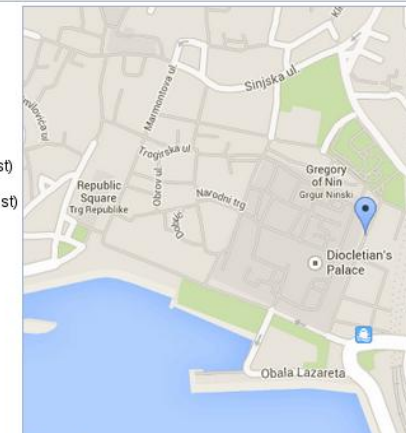 Sinjska ul.
Marmontova ul.
Trogirska ul
Gregory
of Nin
Grgur Ninski
Republic
Square
Trg Republike
Obrov ul.
Narodni trg
Dobrić
Diocletian's
Palace
Obala Lazareta
st)
st)